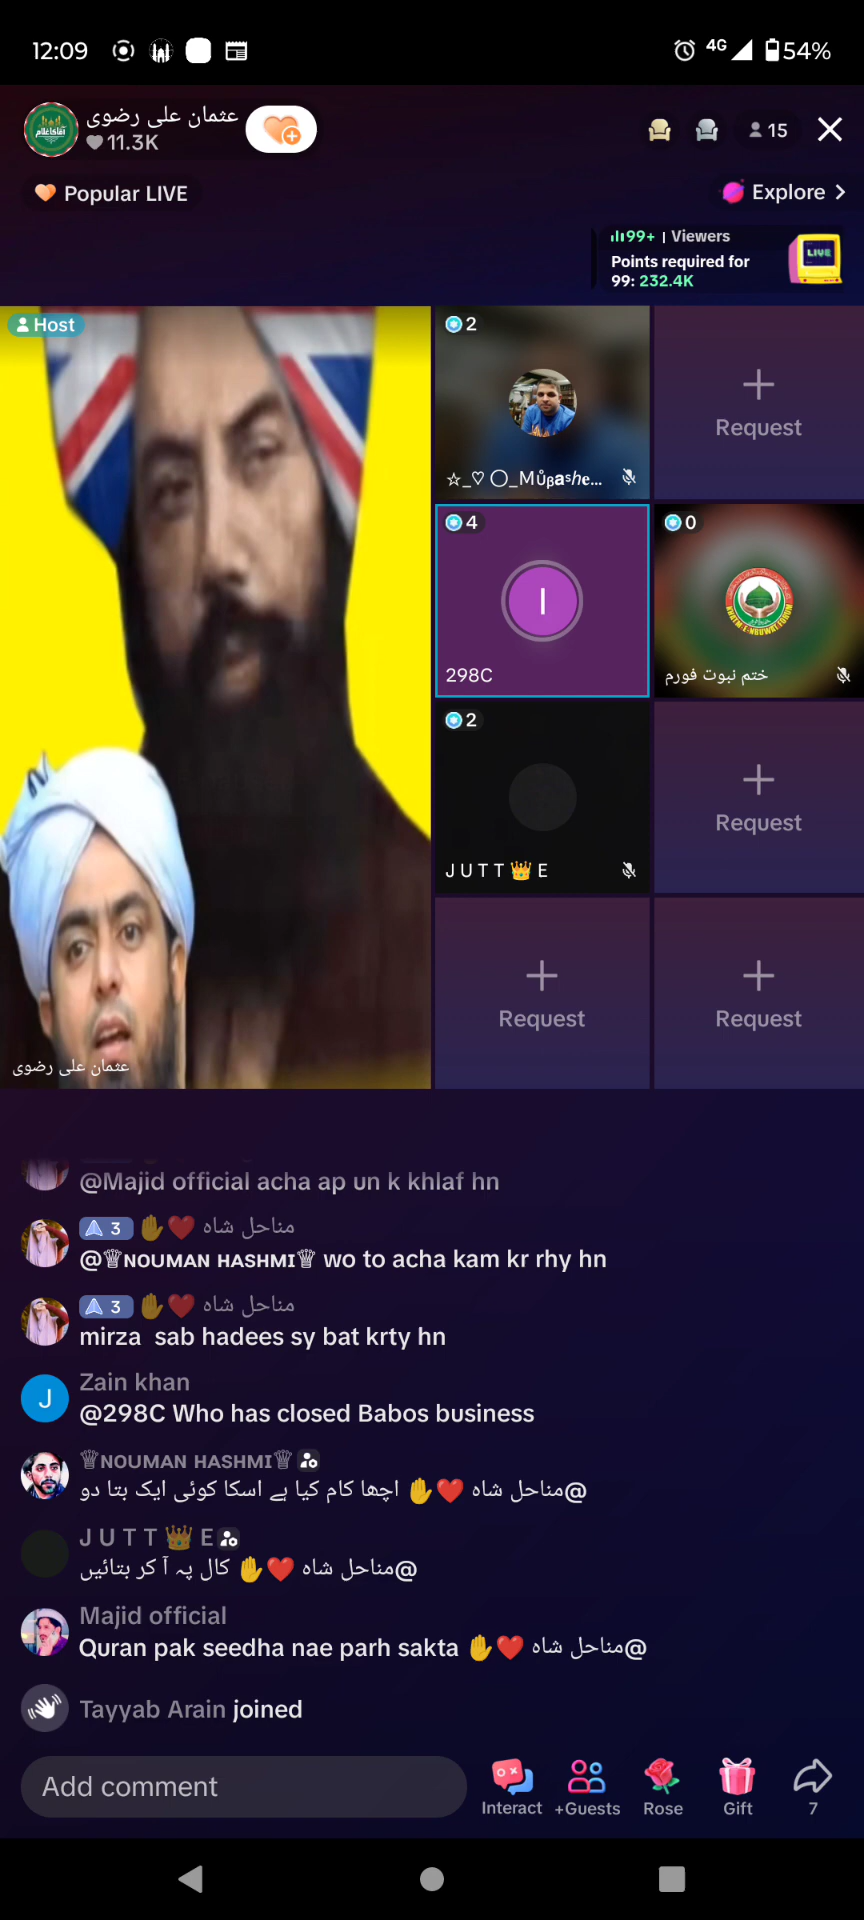 12:09
4G
54%
عثمان علی رضوی
11.3K
15
Popular LIVE
Explore
99+ | Viewers
Points required for
99: 232.4K
LIVE
Host
2
☆_♡ ◯_Můᵦaˢℎe...
Request
4
I
298C
0
KHATM-E-NBUWAT FORUM
ختم نبوت فورم
2
J U T T 👑 E
Request
Request
Request
عثمان علی رضوی
@Majid official acha ap un k khlaf hn
3 مناحل شاہ ❤️✋
@♕NOUMAN HASHMI♕ wo to acha kam kr rhy hn
3 مناحل شاہ ❤️✋
mirza sab hadees sy bat krty hn
Zain khan
J
@298C Who has closed Babos business
♕NOUMAN HASHMI♕
@مناحل شاہ ❤️✋ اچھا کام کیا ہے اسکا کوئی ایک بتا دو
J U T T 👑 E
@مناحل شاہ ❤️✋ کال پہ آ کر بتائیں
Majid official
Quran pak seedha nae parh sakta ✋❤️ مناحل شاہ@
Tayyab Arain joined
Add comment
Interact
+Guests
Rose
Gift
7